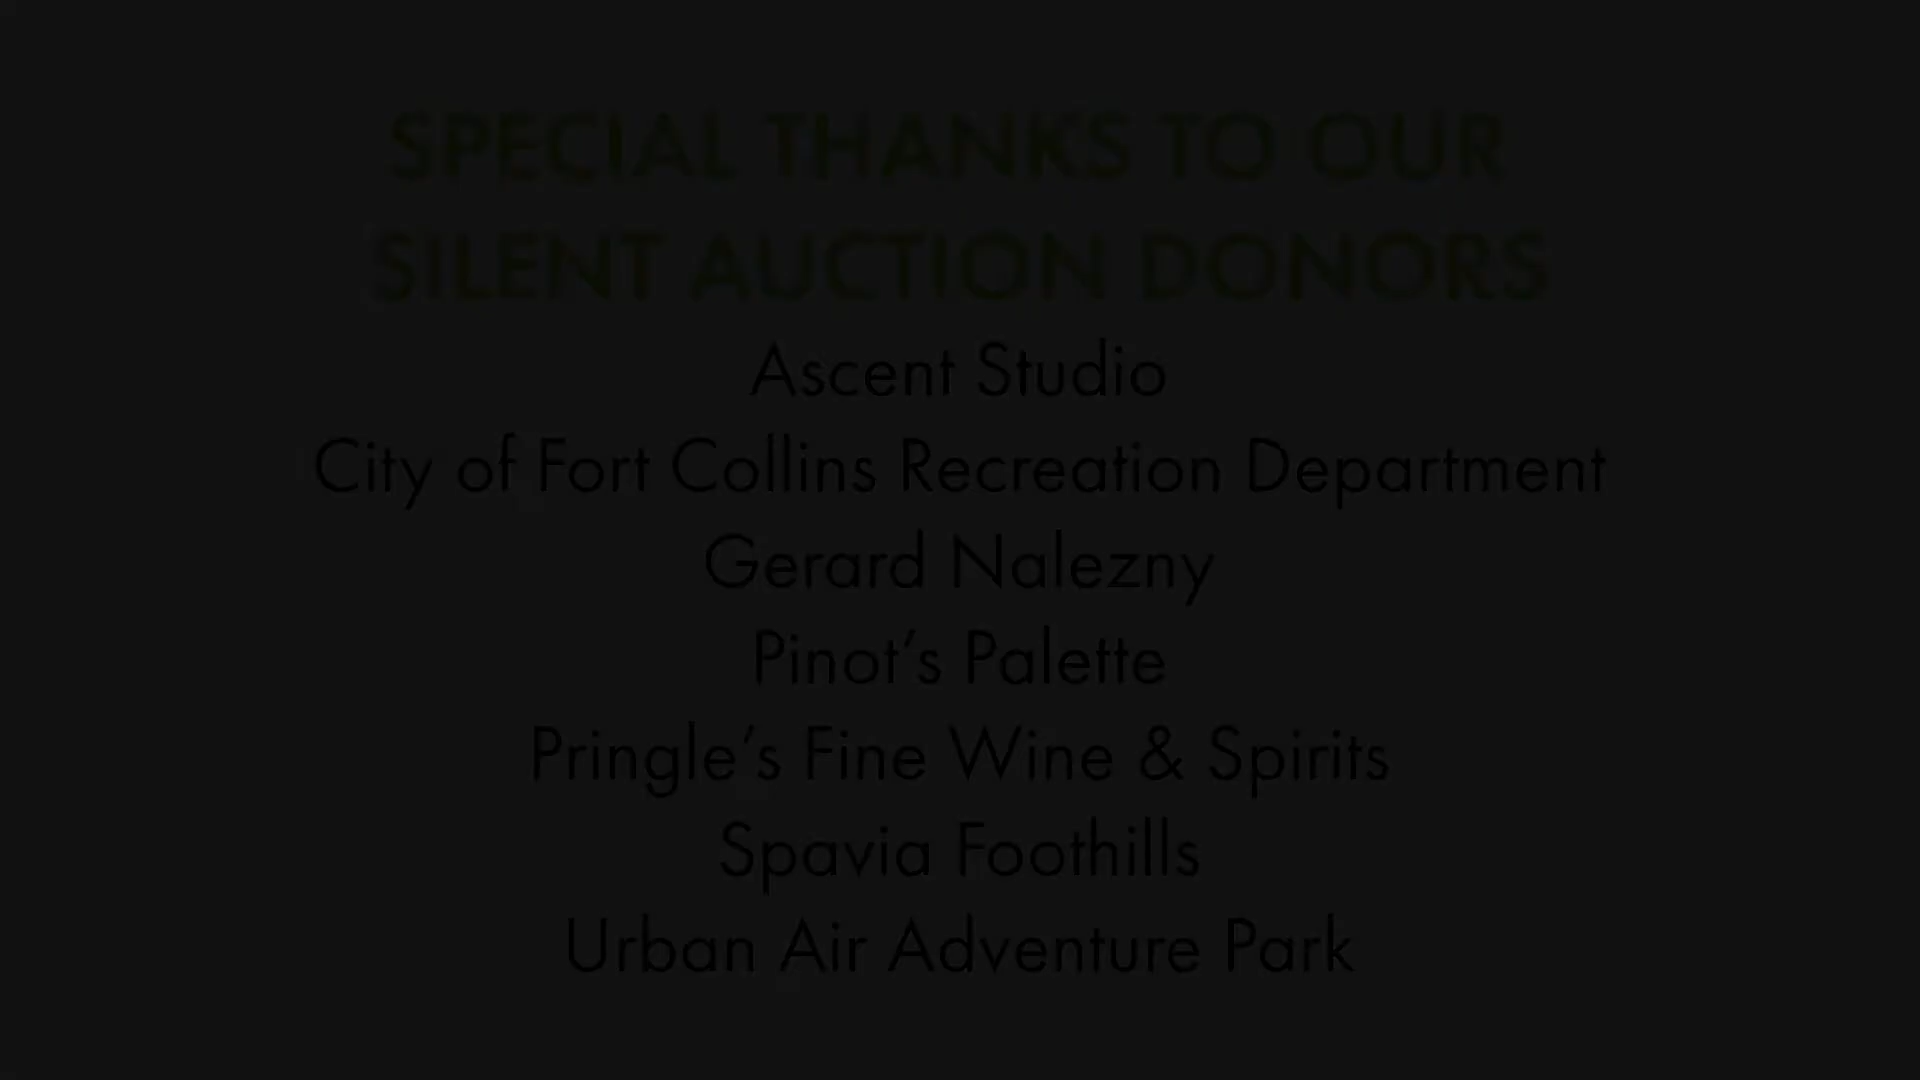 SPECIAL THANKS TO OUR
SILENT AUCTION DONORS
Ascent Studio
City of Fort Collins Recreation Department
Gerard Nalezny
Pinot’s Palette
Pringle’s Fine Wine & Spirits
Spavia Foothills
Urban Air Adventure Park